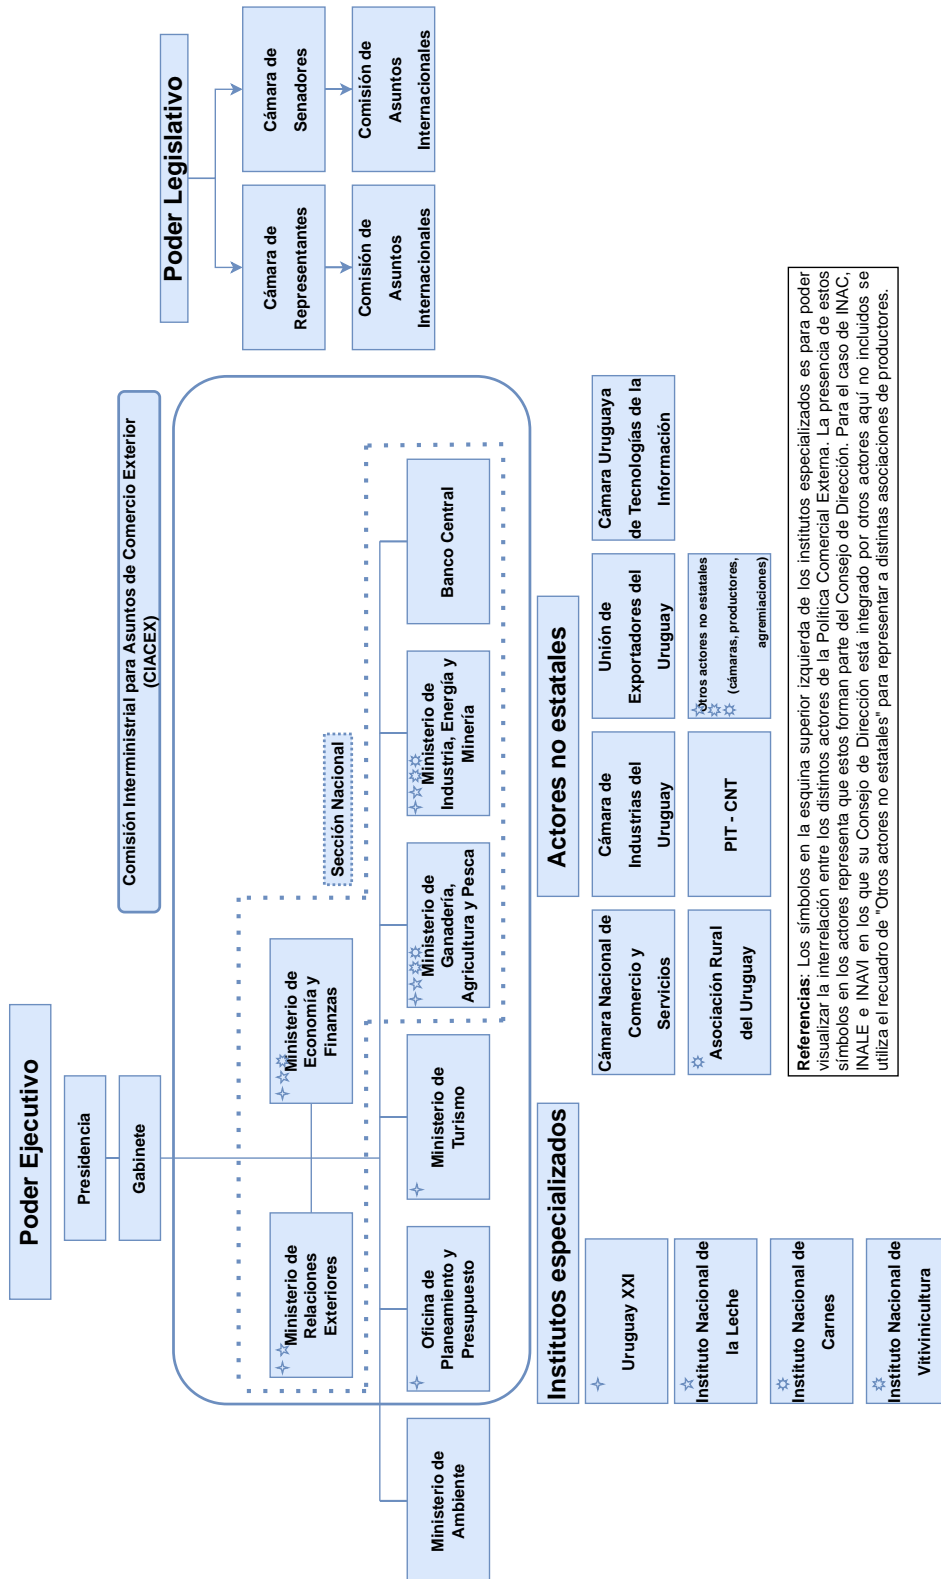 Poder Ejecutivo
Presidencia
Gabinete
Comisión Interministrial para Asuntos de Comercio Exterior
(CIACEX)
Poder Legislativo
Cámara de
Representantes
Cámara de
Senadores
Comisión de
Asuntos
Internacionales
Comisión de
Asuntos
Internacionales
Ministerio de
Relaciones
Exteriores
Ministerio de
Economía y
Finanzas
Sección Nacional
Ministerio de
Ambiente
Oficina de
Planeamiento y
Presupuesto
Ministerio de
Turismo
Ministerio de
Ganadería,
Agricultura y Pesca
Ministerio de
Industria, Energía y
Minería
Banco Central
Institutos especializados
Uruguay XXI
Instituto Nacional de
la Leche
Instituto Nacional de
Carnes
Instituto Nacional de
Vitivinicultura
Actores no estatales
Cámara Nacional de
Comercio y
Servicios
Cámara de
Industrias del
Uruguay
Unión de
Exportadores del
Uruguay
Cámara Uruguaya
de Tecnologías de la
Información
Asociación Rural
del Uruguay
PIT - CNT
Otros actores no estatales
(cámaras, productores,
agremiaciones)
Referencias: Los símbolos en la esquina superior izquierda de los institutos especializados es para poder
visualizar la interrelación entre los distintos actores de la Política Comercial Externa. La presencia de estos
símbolos en los actores representa que estos forman parte del Consejo de Dirección. Para el caso de INAC,
INALE e INAVI en los que su Consejo de Dirección está integrado por otros actores aquí no incluidos se
utiliza el recuadro de "Otros actores no estatales" para representar a distintas asociaciones de productores.